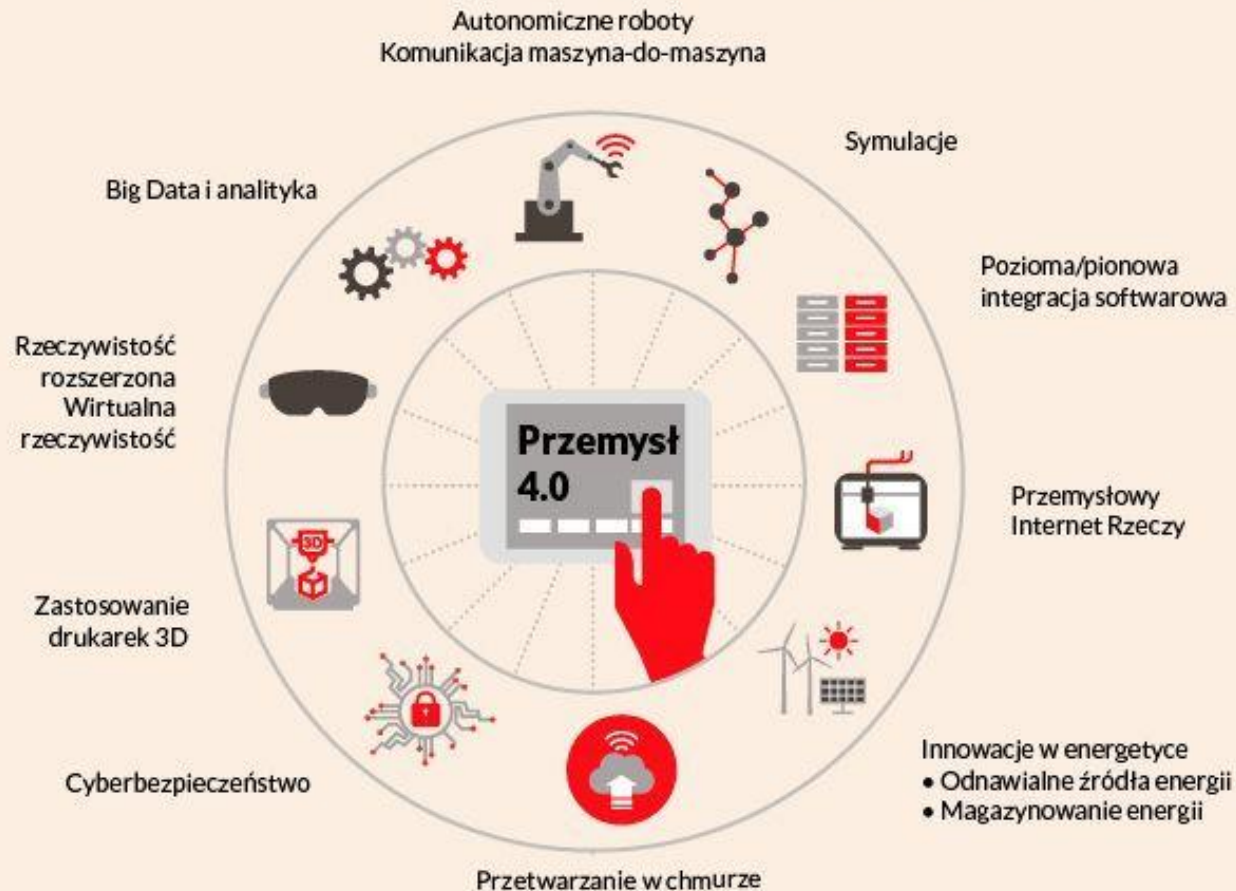 Autonomiczne roboty
Komunikacja maszyna-do-maszyna
Symulacje
Big Data i analityka
Pozioma/pionowa
integracja softwarowa
Rzeczywistość
rozszerzona
Wirtualna
rzeczywistość
Przemysł
4.0
Przemysłowy
Internet Rzeczy
3D
Zastosowanie
drukarek 3D
Innowacje w energetyce
• Odnawialne źródła energii
• Magazynowanie energii
Cyberbezpieczeństwo
Przetwarzanie w chmurze